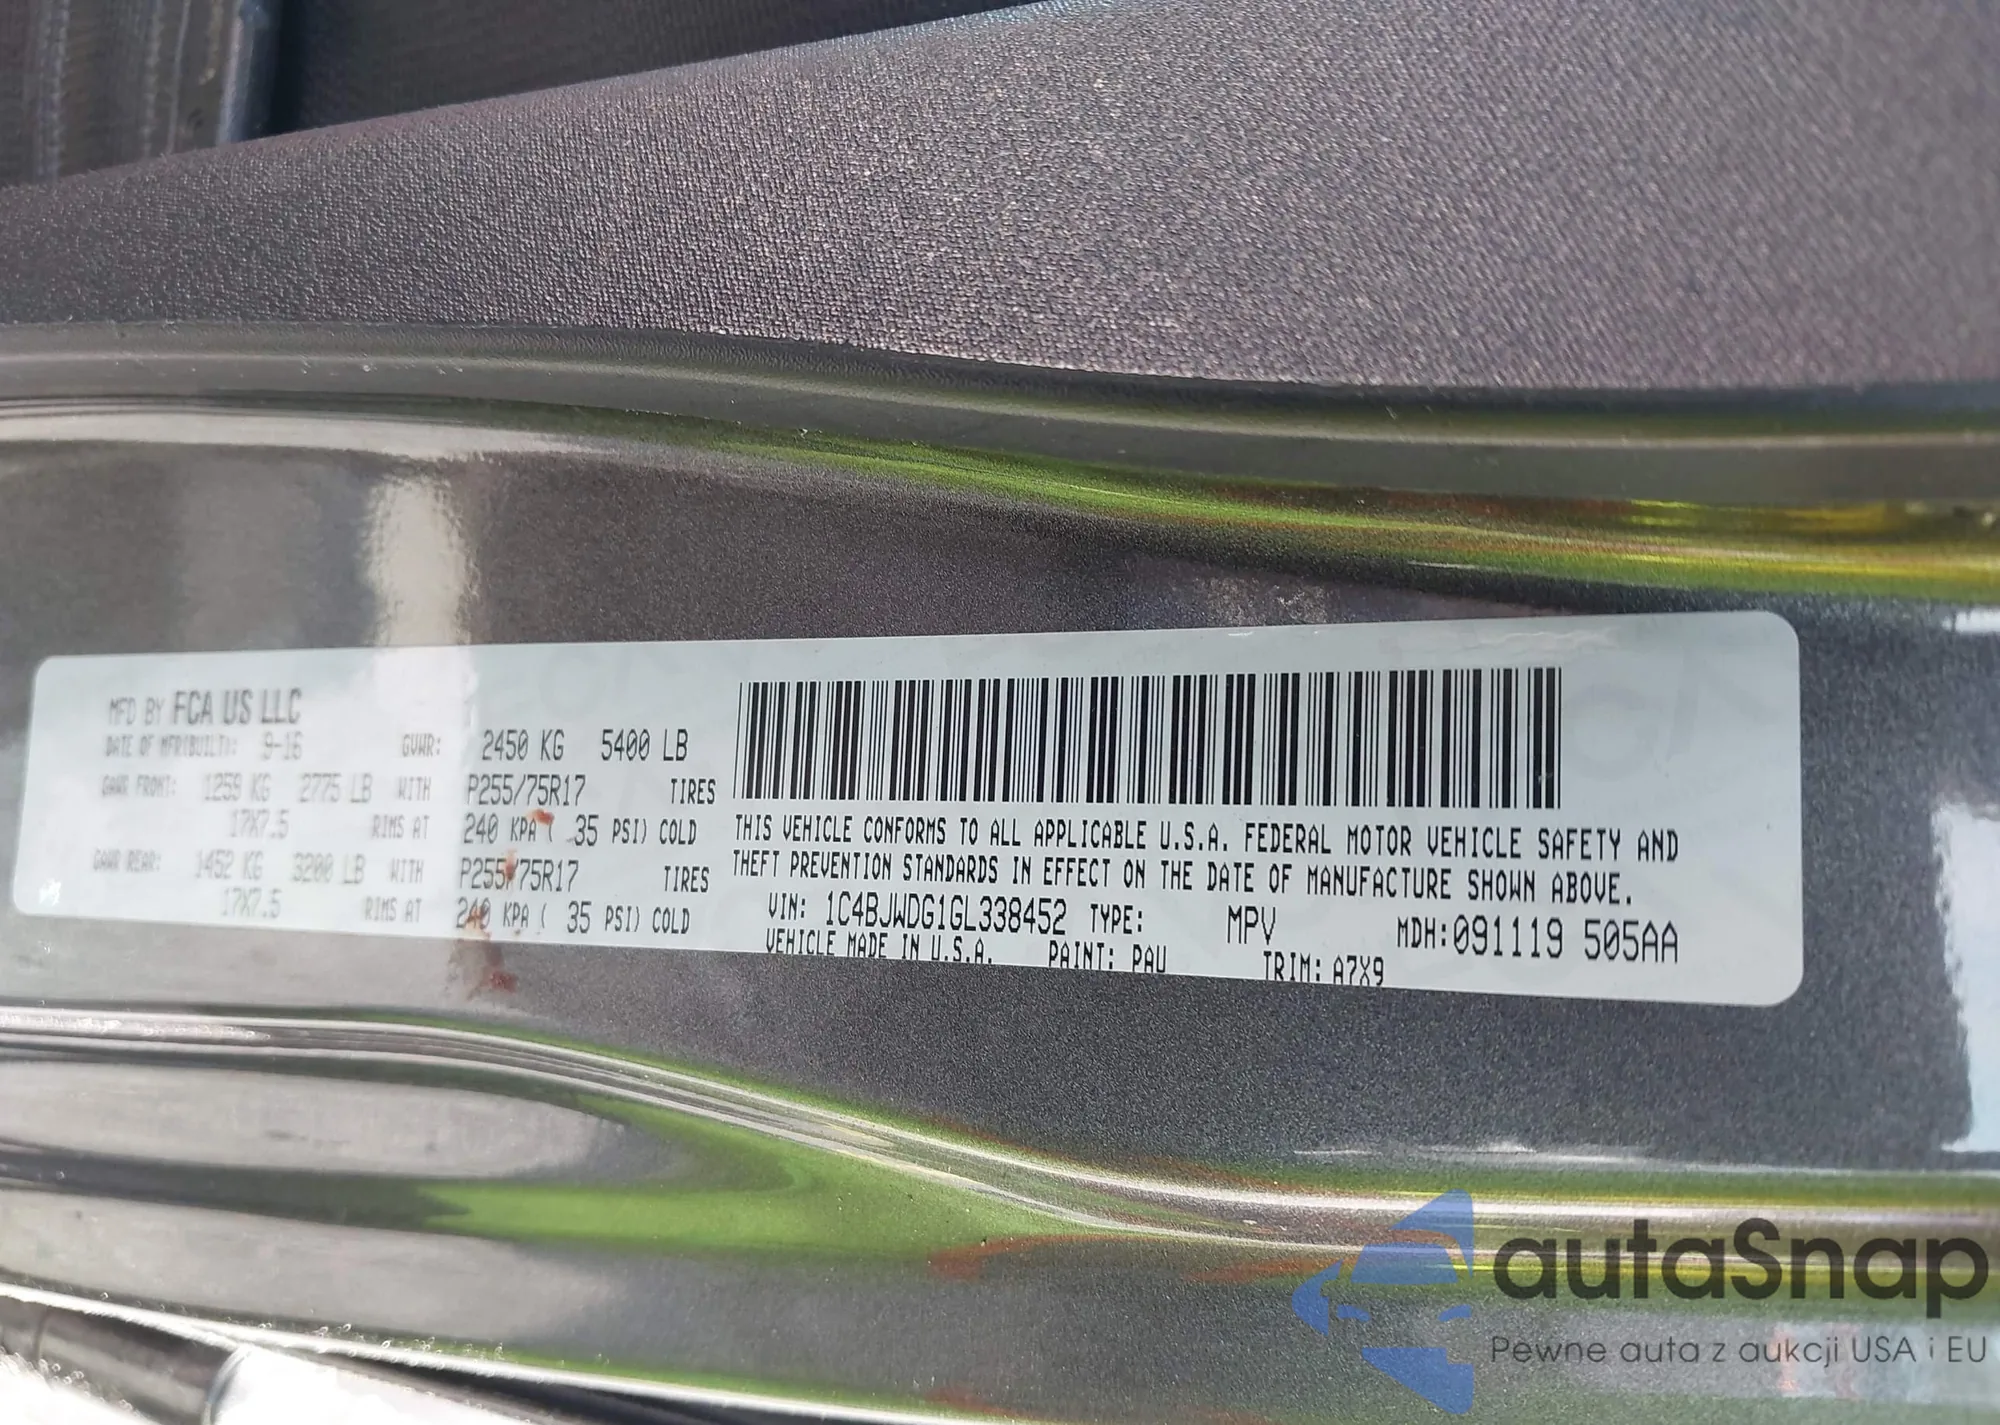 MFD BY FCA US LLC
DATE OF MFR(BUILT): 9-16 GVWR: 2450 KG 5400 LB
GAWR FRONT: 1259 KG 2775 LB WITH P255/75R17 TIRES
17X7.5 RIMS AT 240 KPA ( 35 PSI) COLD
GAWR REAR: 1452 KG 3200 LB WITH P255/75R17 TIRES
17X7.5 RIMS AT 240 KPA ( 35 PSI) COLD
THIS VEHICLE CONFORMS TO ALL APPLICABLE U.S.A. FEDERAL MOTOR VEHICLE SAFETY AND
THEFT PREVENTION STANDARDS IN EFFECT ON THE DATE OF MANUFACTURE SHOWN ABOVE.
VIN: 1C4BJWDG1GL338452 TYPE: MPV MDH:091119 505AA
VEHICLE MADE IN U.S.A. PAINT: PAU TRIM: A7X9
autaSnap
Pewne auta z aukcji USA i EU